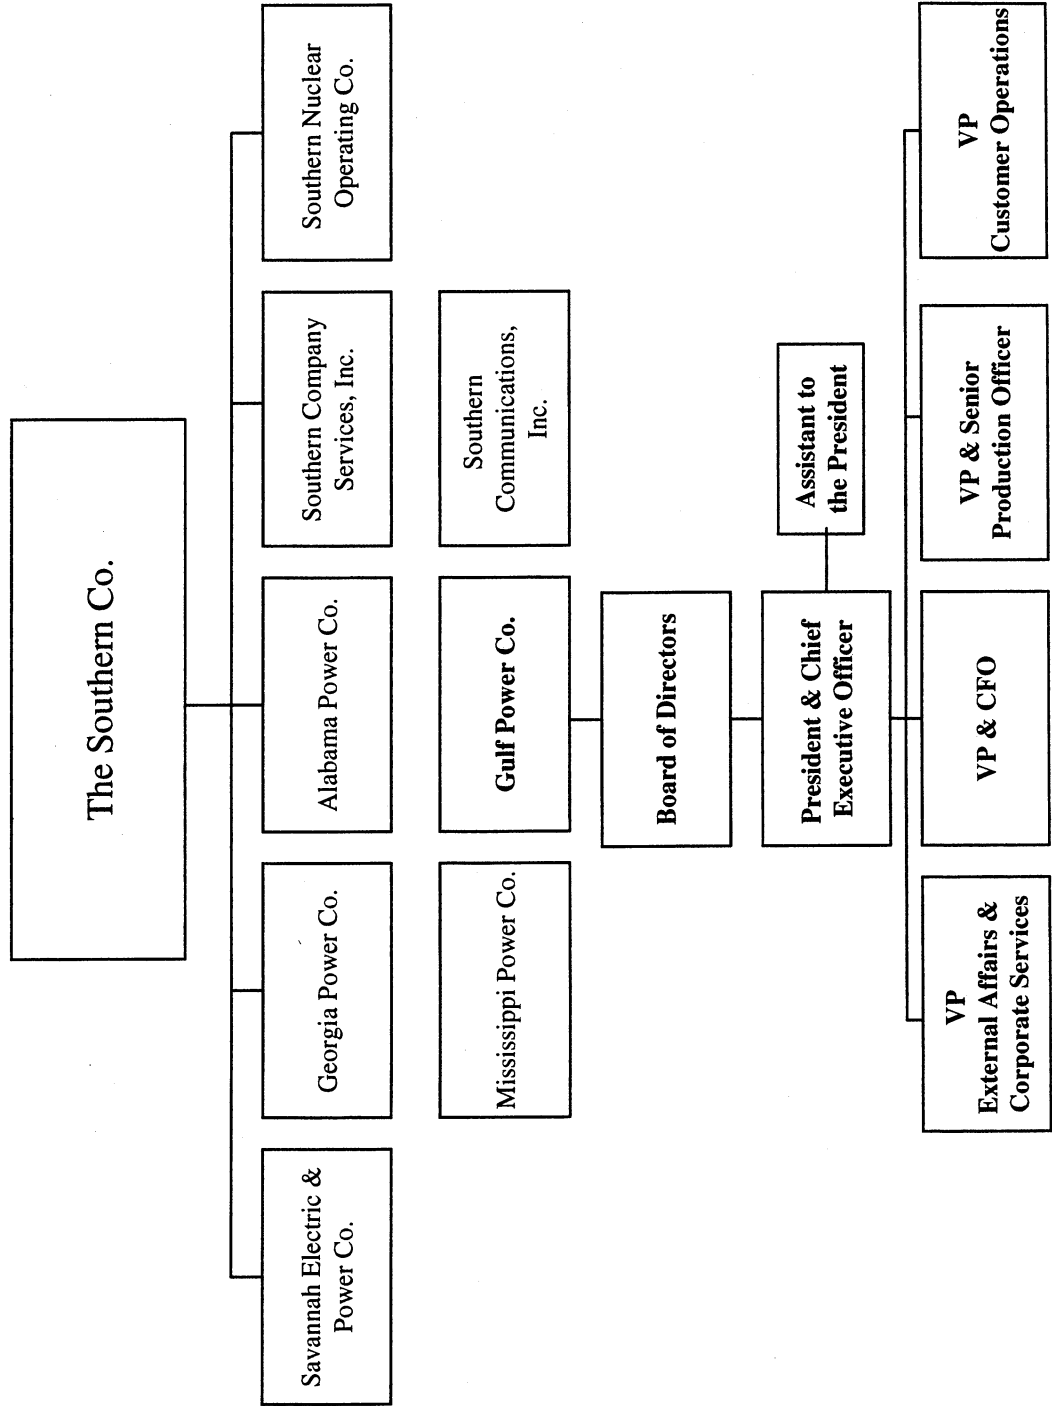 The Southern Co.
Savannah Electric &
Power Co.
Georgia Power Co.
Alabama Power Co.
Southern Company
Services, Inc.
Southern Nuclear
Operating Co.
Mississippi Power Co.
Gulf Power Co.
Southern
Communications,
Inc.
Board of Directors
President & Chief
Executive Officer
Assistant to
the President
VP
External Affairs &
Corporate Services
VP & CFO
VP & Senior
Production Officer
VP
Customer Operations